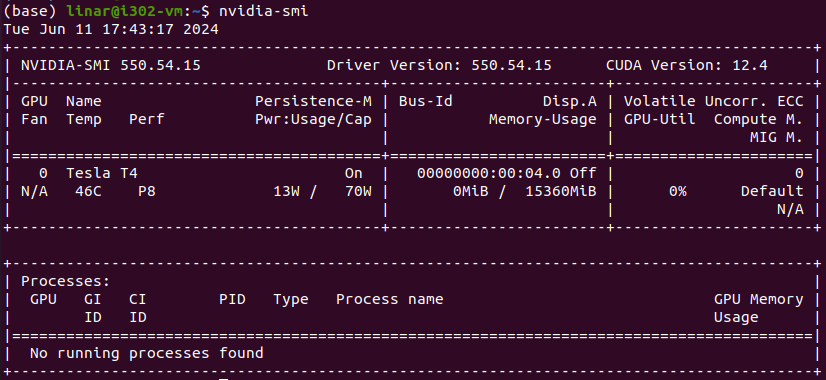 (base) linar@i302-vm:~$ nvidia-smi
Tue Jun 11 17:43:17 2024
+-----------------------------------------------------------------------------------------+
| NVIDIA-SMI 550.54.15              Driver Version: 550.54.15      CUDA Version: 12.4     |
|-----------------------------------------+------------------------+----------------------+
| GPU  Name                 Persistence-M | Bus-Id          Disp.A | Volatile Uncorr. ECC |
| Fan  Temp   Perf          Pwr:Usage/Cap |           Memory-Usage | GPU-Util  Compute M. |
|                                         |                        |               MIG M. |
|=========================================+========================+======================|
|   0  Tesla T4                       On  |   00000000:00:04.0 Off |                    0 |
| N/A   46C    P8             13W /   70W |       0MiB /  15360MiB |      0%      Default |
|                                         |                        |                  N/A |
+-----------------------------------------+------------------------+----------------------+
+-----------------------------------------------------------------------------------------+
| Processes:                                                                              |
|  GPU   GI   CI        PID   Type   Process name                              GPU Memory |
|        ID   ID                                                               Usage      |
|=========================================================================================|
|  No running processes found                                                             |
+-----------------------------------------------------------------------------------------+